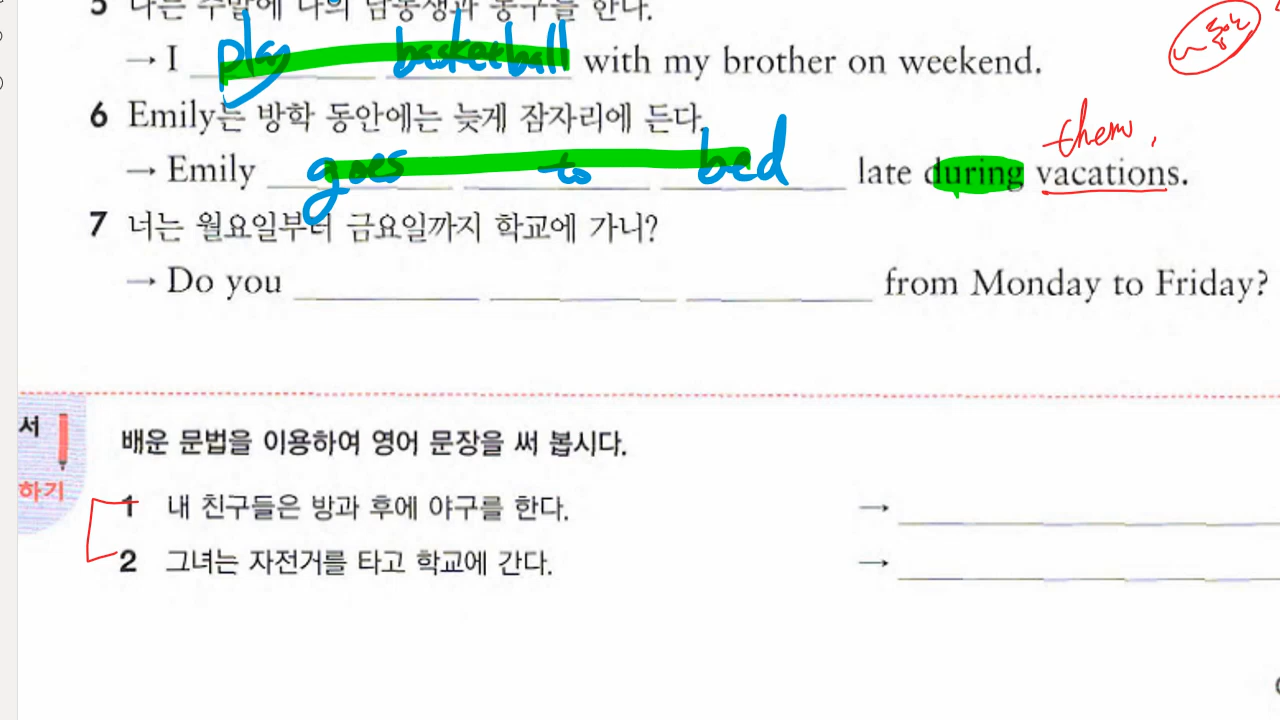 5 나는 주말에 나의 남동생과 농구를 한다.
→ I play basketball with my brother on weekend.
~동안
6 Emily는 방학 동안에는 늦게 잠자리에 든다.
them,
→ Emily goes to bed late during vacations.
7 너는 월요일부터 금요일까지 학교에 가니?
→ Do you from Monday to Friday?
서
하기
배운 문법을 이용하여 영어 문장을 써 봅시다.
1 내 친구들은 방과 후에 야구를 한다. →
2 그녀는 자전거를 타고 학교에 간다. →